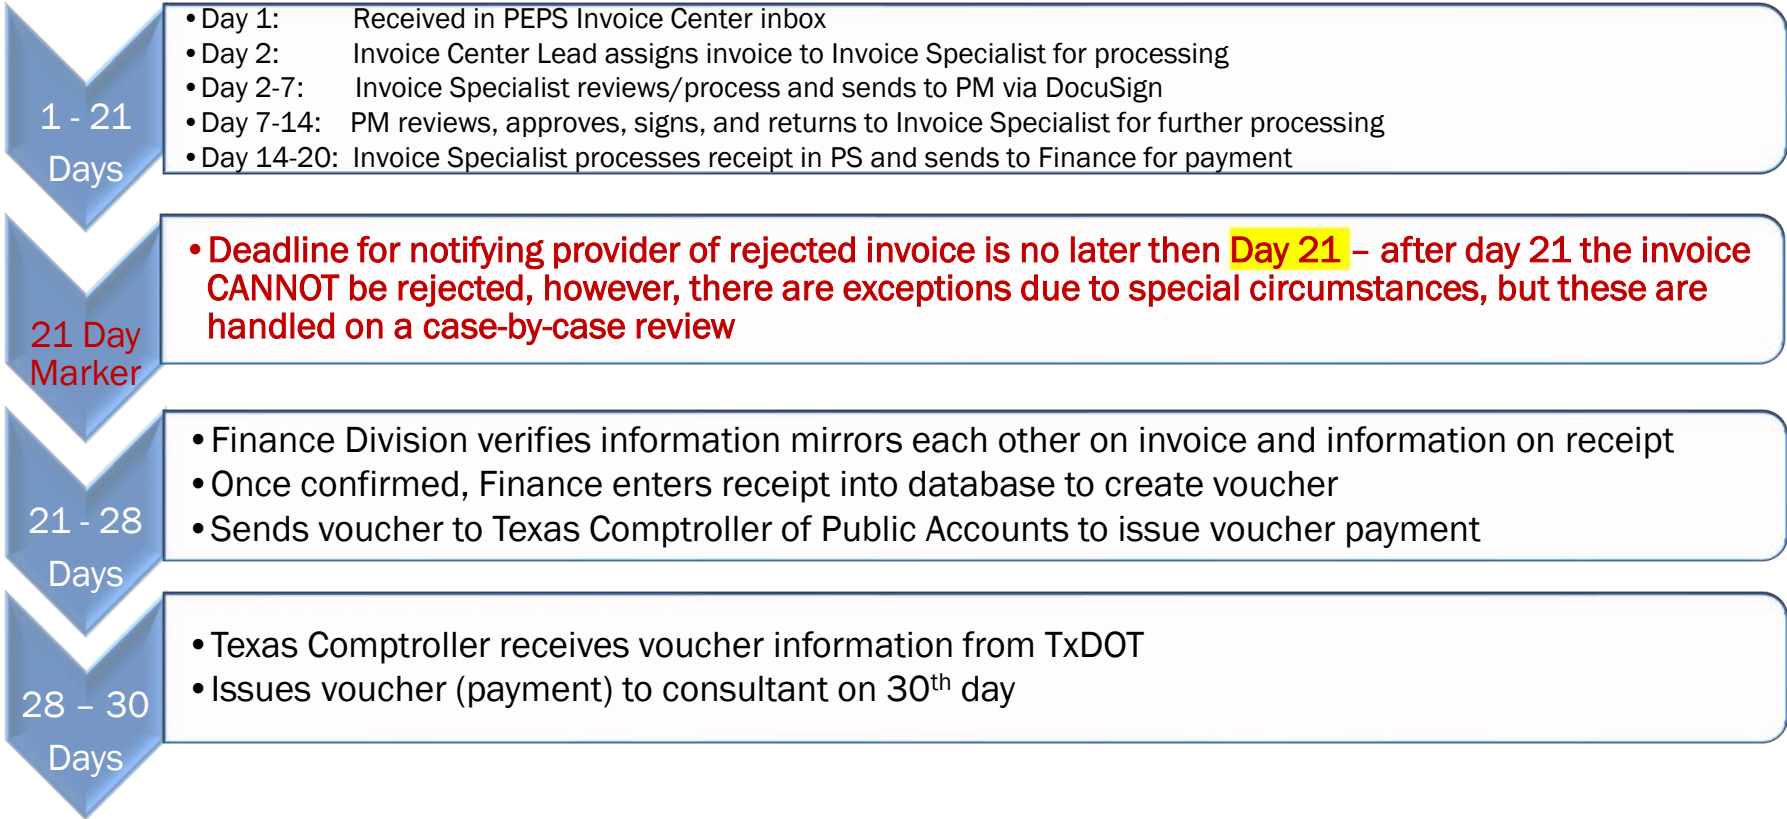 1 - 21
Days
•Day 1: Received in PEPS Invoice Center inbox
•Day 2: Invoice Center Lead assigns invoice to Invoice Specialist for processing
•Day 2-7: Invoice Specialist reviews/process and sends to PM via DocuSign
•Day 7-14: PM reviews, approves, signs, and returns to Invoice Specialist for further processing
•Day 14-20: Invoice Specialist processes receipt in PS and sends to Finance for payment
21 Day
Marker
•Deadline for notifying provider of rejected invoice is no later then Day 21 – after day 21 the invoice
CANNOT be rejected, however, there are exceptions due to special circumstances, but these are
handled on a case-by-case review
21 - 28
Days
•Finance Division verifies information mirrors each other on invoice and information on receipt
•Once confirmed, Finance enters receipt into database to create voucher
•Sends voucher to Texas Comptroller of Public Accounts to issue voucher payment
28 – 30
Days
•Texas Comptroller receives voucher information from TxDOT
•Issues voucher (payment) to consultant on 30th day